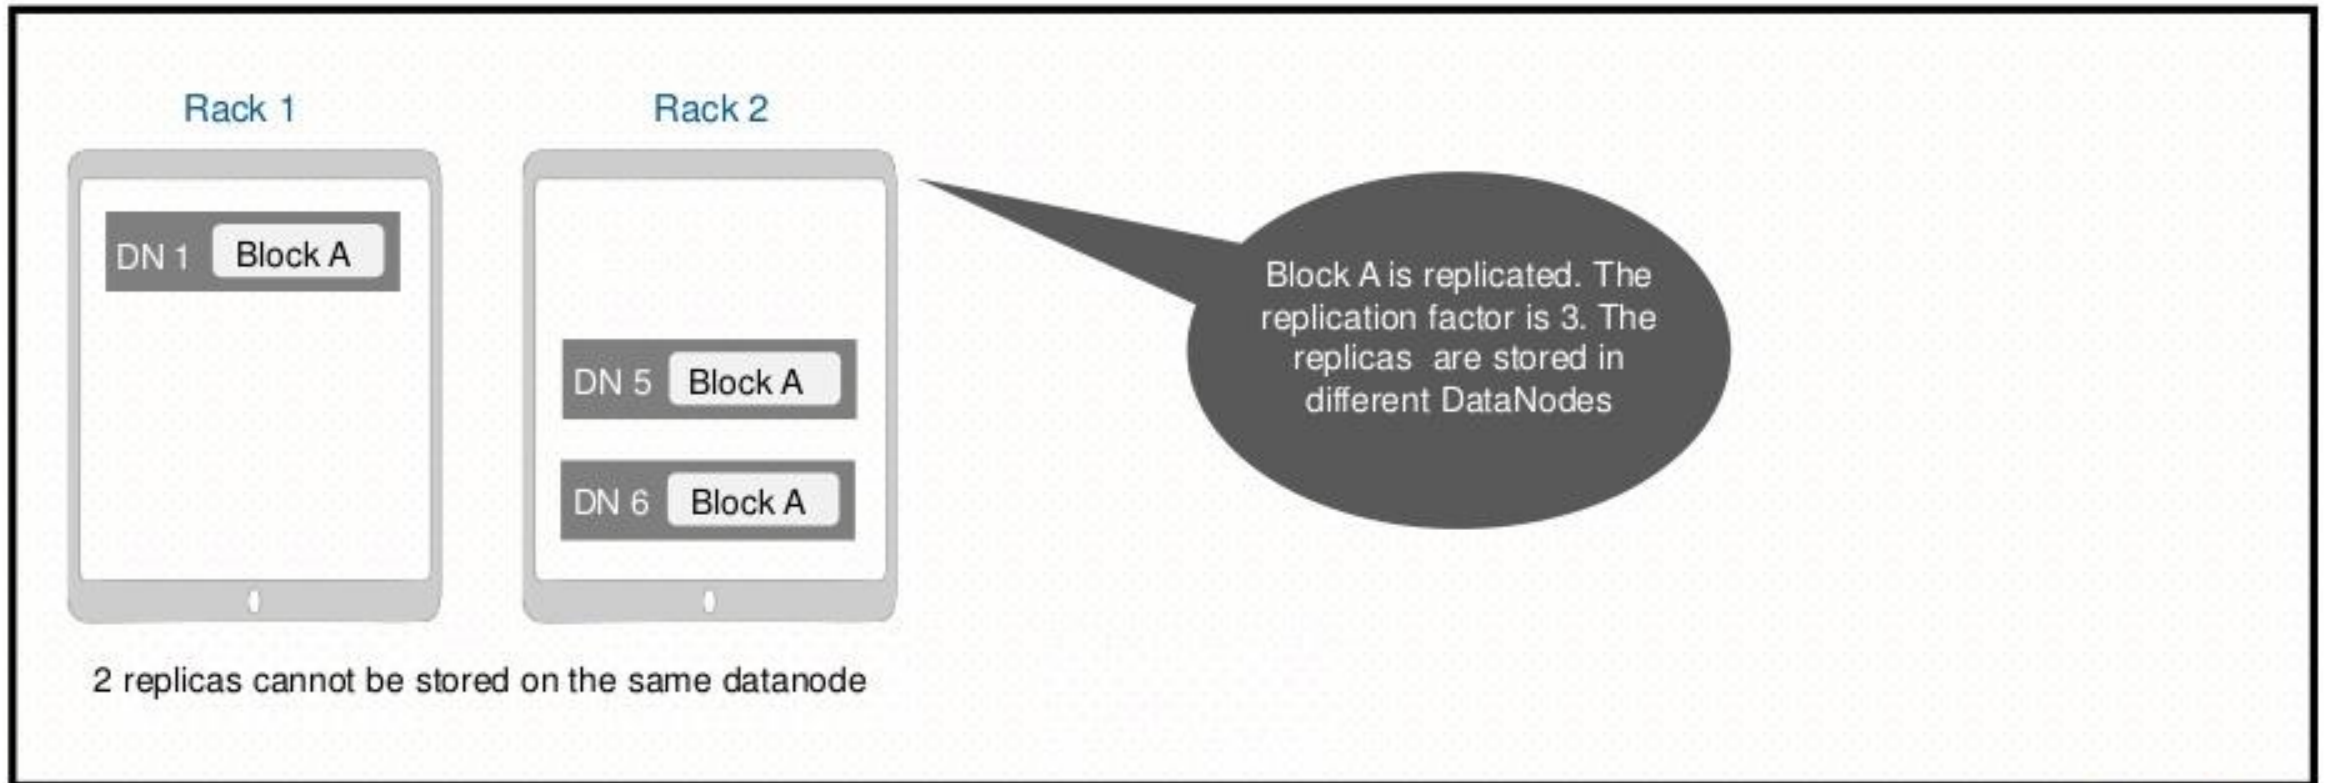 Rack 1
Rack 2
DN 1 Block A
DN 5 Block A
DN 6 Block A
Block A is replicated. The
replication factor is 3. The
replicas are stored in
different DataNodes
2 replicas cannot be stored on the same datanode